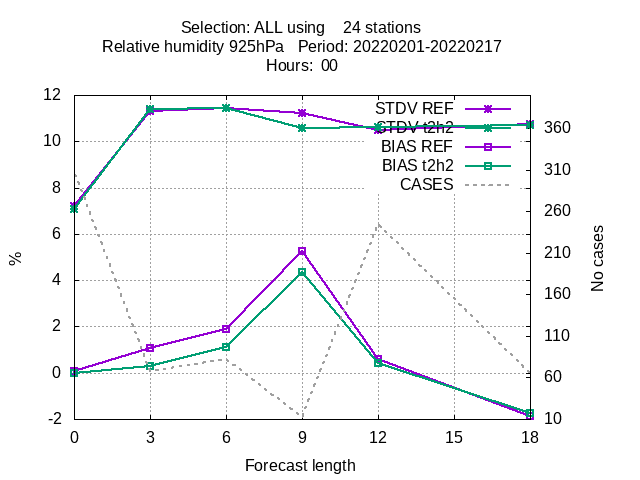 Selection: ALL using    24 stations
Relative humidity 925hPa   Period: 20220201-20220217
Hours:  00
STDV REF
STDV t2h2
BIAS REF
BIAS t2h2
CASES
12
10
8
6
4
2
0
-2
%
360
310
260
210
160
110
60
10
No cases
0 3 6 9 12 15 18
Forecast length